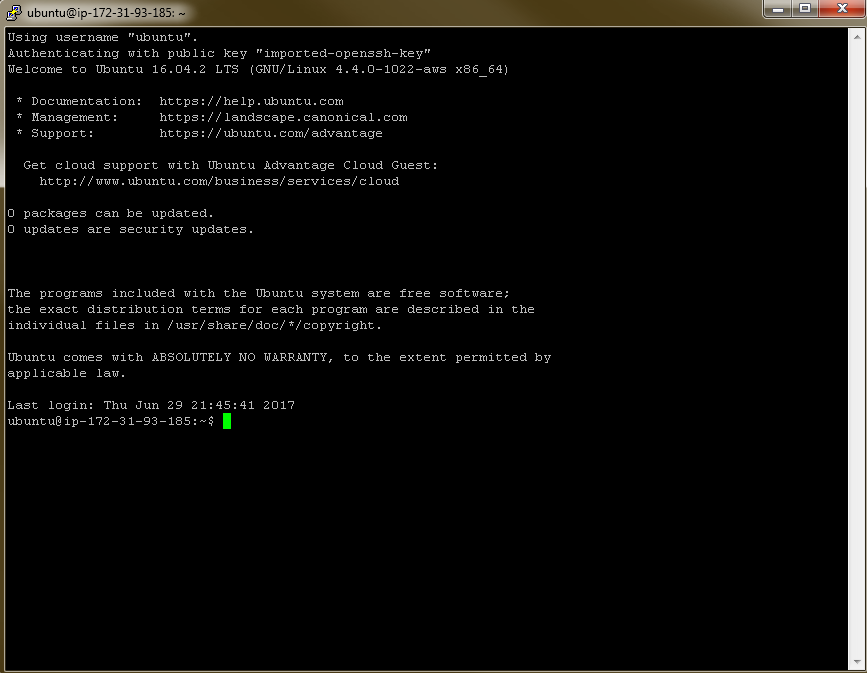 ubuntu@ip-172-31-93-185: ~
Using username "ubuntu".
Authenticating with public key "imported-openssh-key"
Welcome to Ubuntu 16.04.2 LTS (GNU/Linux 4.4.0-1022-aws x86_64)
* Documentation:  https://help.ubuntu.com
* Management:     https://landscape.canonical.com
* Support:        https://ubuntu.com/advantage
Get cloud support with Ubuntu Advantage Cloud Guest:
http://www.ubuntu.com/business/services/cloud
0 packages can be updated.
0 updates are security updates.
The programs included with the Ubuntu system are free software;
the exact distribution terms for each program are described in the
individual files in /usr/share/doc/*/copyright.
Ubuntu comes with ABSOLUTELY NO WARRANTY, to the extent permitted by
applicable law.
Last login: Thu Jun 29 21:45:41 2017
ubuntu@ip-172-31-93-185:~$